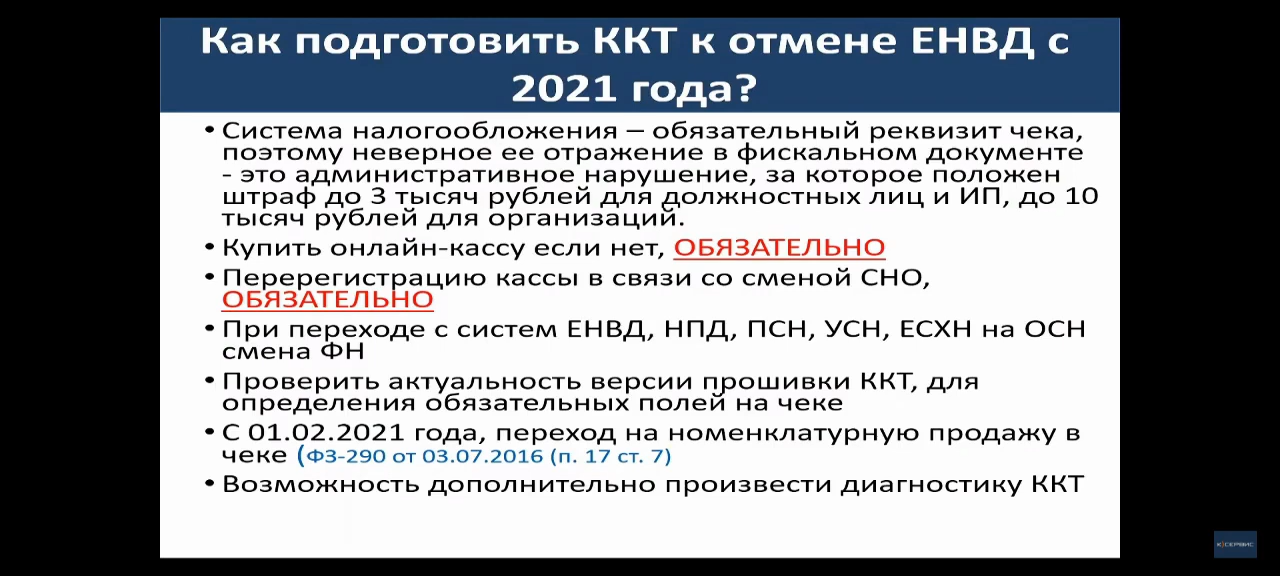 Как подготовить ККТ к отмене ЕНВД с
2021 года?
• Система налогообложения – обязательный реквизит чека,
поэтому неверное ее отражение в фискальном документе
- это административное нарушение, за которое положен
штраф до 3 тысяч рублей для должностных лиц и ИП, до 10
тысяч рублей для организаций.
• Купить онлайн-кассу если нет, ОБЯЗАТЕЛЬНО
• Перерегистрацию кассы в связи со сменой СНО,
ОБЯЗАТЕЛЬНО
• При переходе с систем ЕНВД, НПД, ПСН, УСН, ЕСХН на ОСН
смена ФН
• Проверить актуальность версии прошивки ККТ, для
определения обязательных полей на чеке
• С 01.02.2021 года, переход на номенклатурную продажу в
чеке (ФЗ-290 от 03.07.2016 (п. 17 ст. 7)
• Возможность дополнительно произвести диагностику ККТ